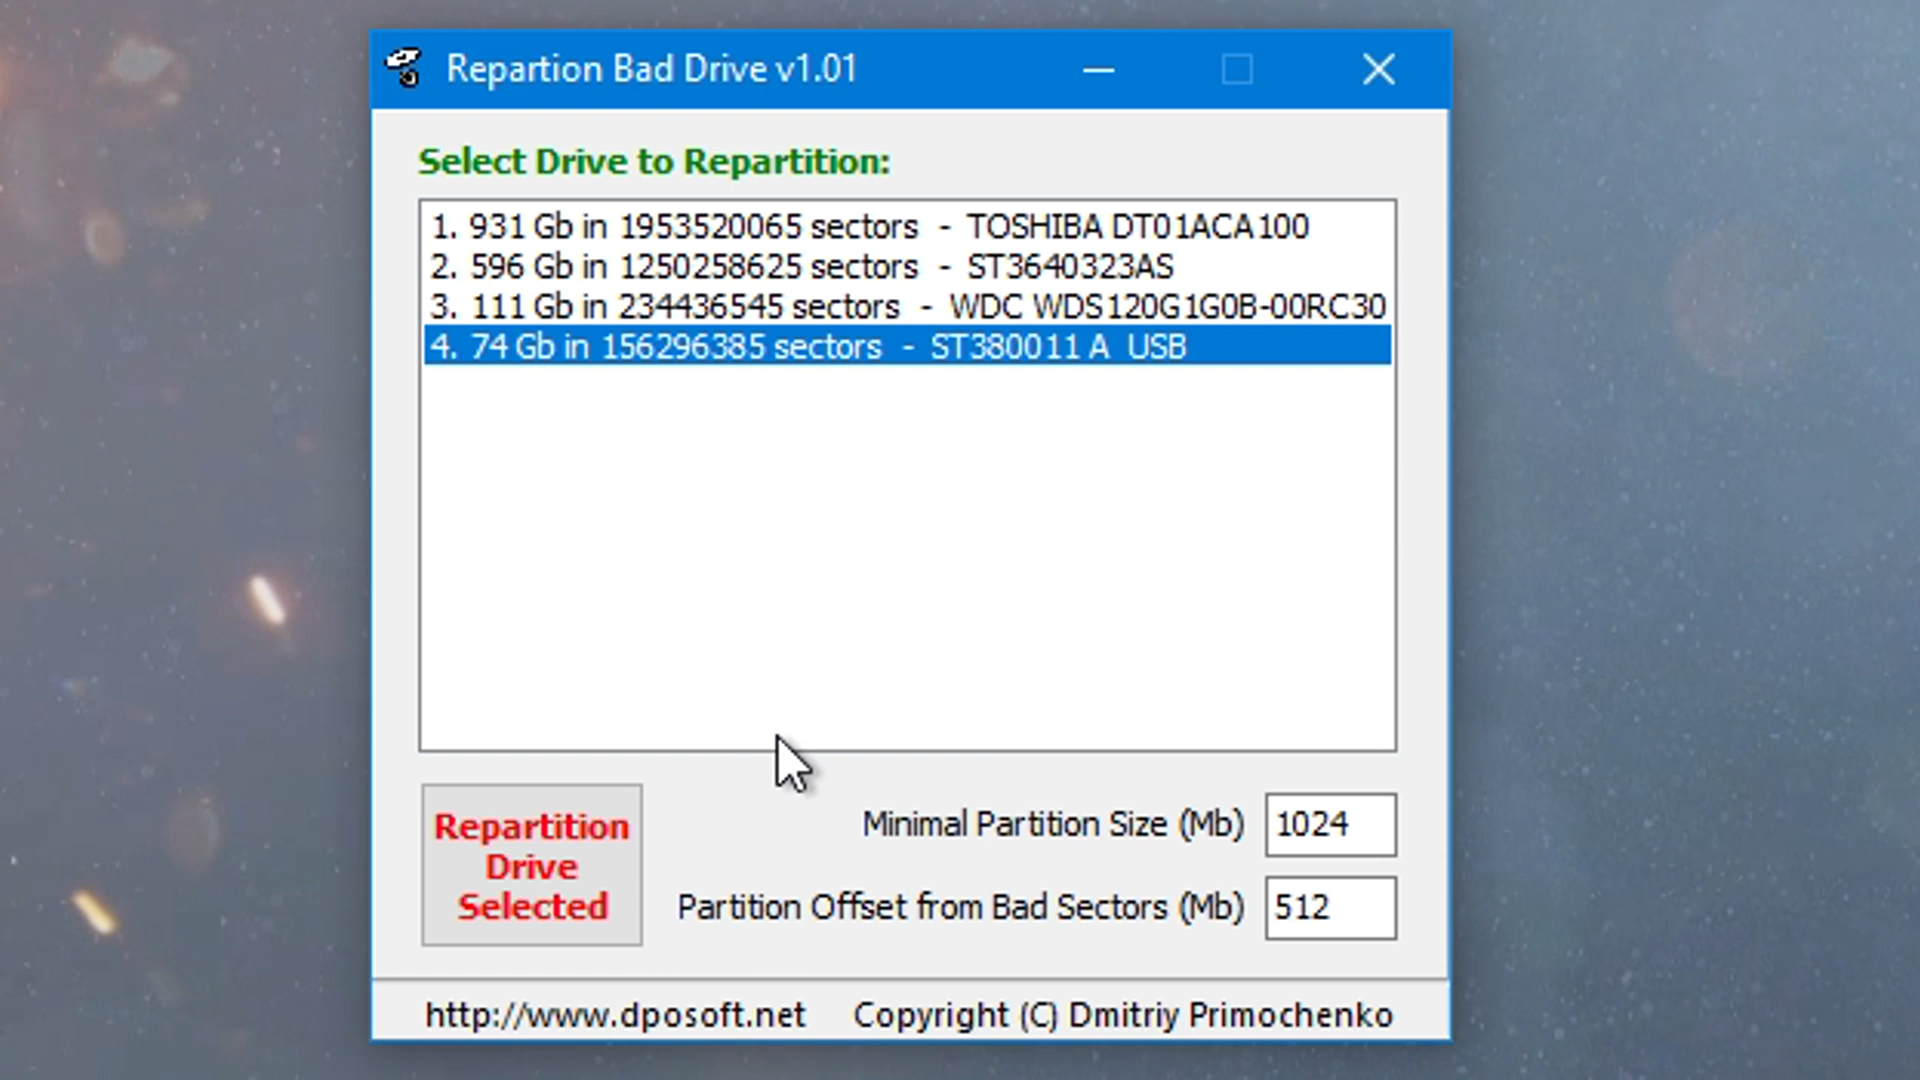 Repartion Bad Drive v1.01
Select Drive to Repartition:
1. 931 Gb in 1953520065 sectors - TOSHIBA DT01ACA100
2. 596 Gb in 1250258625 sectors - ST3640323AS
3. 111 Gb in 234436545 sectors - WDC WDS120G1G0B-00RC30
4. 74 Gb in 156296385 sectors - ST380011 A USB
Repartition
Drive
Selected
Minimal Partition Size (Mb) 1024
Partition Offset from Bad Sectors (Mb) 512
http://www.dposoft.net Copyright (C) Dmitriy Primochenko